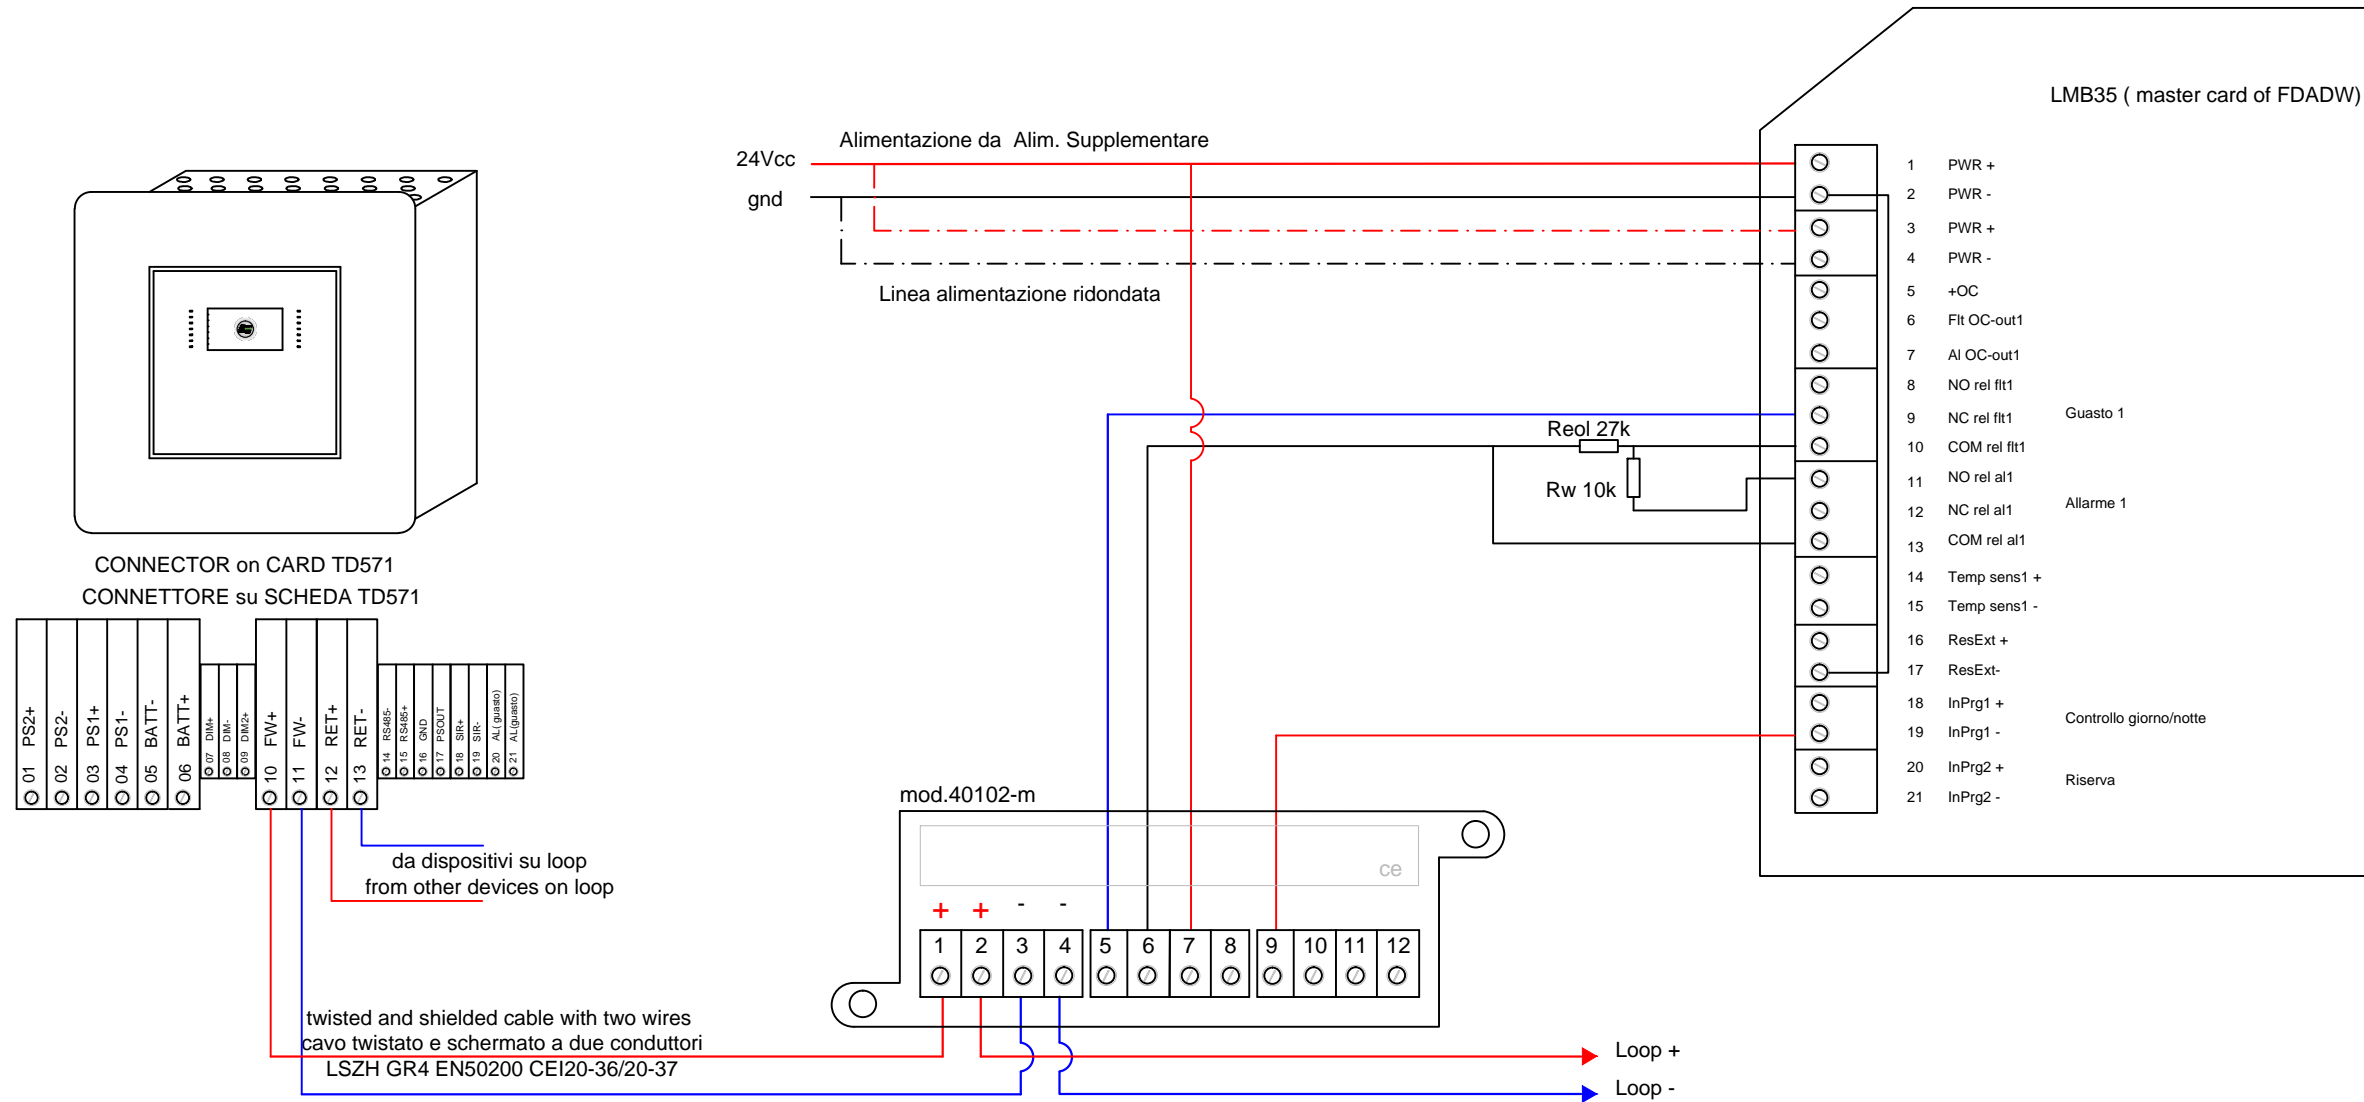 LMB35 ( master card of FDADW)
Alimentazione da Alim. Supplementare
24Vcc
gnd
Linea alimentazione ridondata
1 PWR +
2 PWR -
3 PWR +
4 PWR -
5 +OC
6 Flt OC-out1
7 Al OC-out1
8 NO rel flt1
9 NC rel flt1
Guasto 1
10 COM rel flt1
11 NO rel al1
12 NC rel al1
Allarme 1
13 COM rel al1
14 Temp sens1 +
15 Temp sens1 -
16 ResExt +
17 ResExt-
18 InPrg1 +
Controllo giorno/notte
19 InPrg1 -
20 InPrg2 +
Riserva
21 InPrg2 -
Reol 27k
Rw 10k
CONNECTOR on CARD TD571
CONNETTORE su SCHEDA TD571
01 PS2+
02 PS2-
03 PS1+
04 PS1-
05 BATT-
06 BATT+
07 DIM+
08 DIM-
09 DIM2+
10 FW+
11 FW-
12 RET+
13 RET-
14 RS485-
15 RS485+
16 GND
17 PSOUT
18 SIR+
19 SIR-
20 AL( guasto)
21 AL(guasto)
da dispositivi su loop
from other devices on loop
mod.40102-m
ce
+ + - -
1 2 3 4 5 6 7 8 9 10 11 12
twisted and shielded cable with two wires
cavo twistato e schermato a due conduttori
LSZH GR4 EN50200 CEI20-36/20-37
Loop +
Loop -